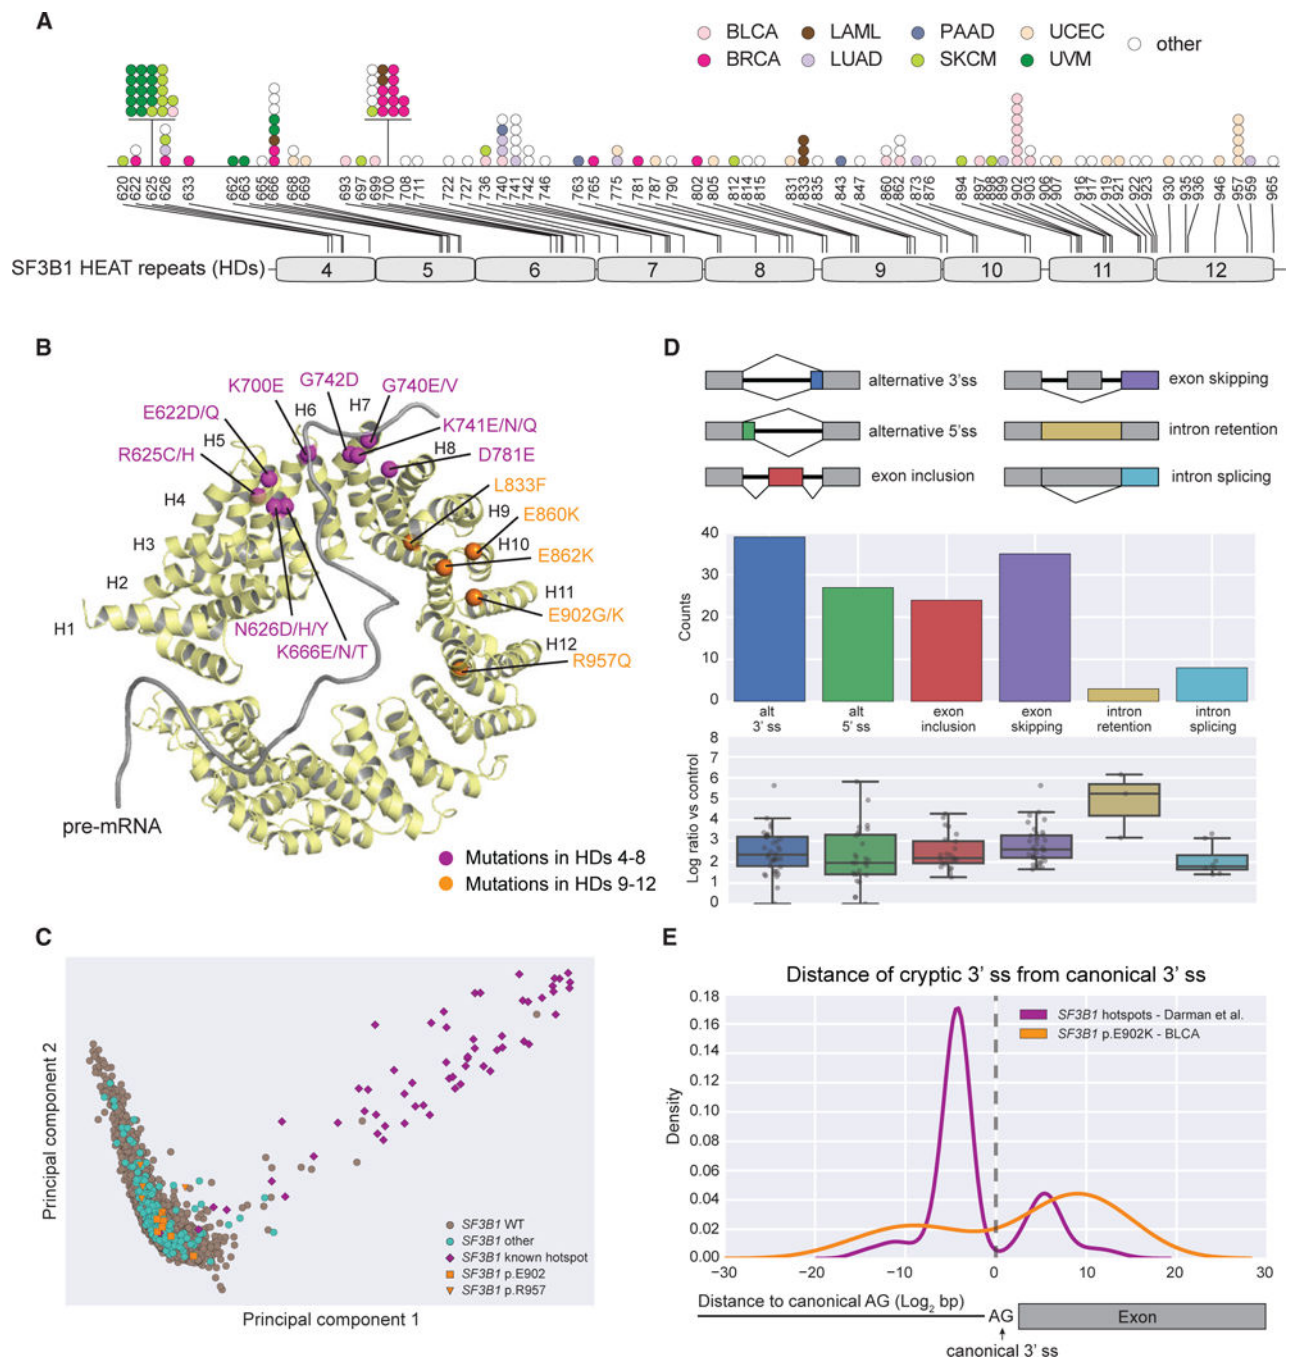 A
BLCA LAML PAAD UCEC other
BRCA LUAD SKCM UVM
620 622 625 626 633 662 663 665 666 668 669 693 697 699 700 708 711 722 727 736 740 741 742 746 763 765 775 781 787 790 802 805 812 814 815 831 833 835 843 847 860 862 873 876 894 897 898 899 902 903 906 907 916 917 919 921 922 923 930 935 936 946 957 959 965
SF3B1 HEAT repeats (HDs) 4 5 6 7 8 9 10 11 12
B
K700E
G742D
G740E/V
E622D/Q
H6
H7
K741E/N/Q
R625C/H
H5
H8
D781E
H4
L833F
H9
E860K
H3
H10
E862K
H2
H11
E902G/K
H1
N626D/H/Y
K666E/N/T
H12
R957Q
pre-mRNA
Mutations in HDs 4-8
Mutations in HDs 9-12
C
Principal component 2
SF3B1 WT
SF3B1 other
SF3B1 known hotspot
SF3B1 p.E902
SF3B1 p.R957
Principal component 1
D
alternative 3'ss
exon skipping
alternative 5'ss
intron retention
exon inclusion
intron splicing
40
30
20
10
0
Counts
alt
3' ss
alt
5' ss
exon
inclusion
exon
skipping
intron
retention
intron
splicing
8
7
6
5
4
3
2
1
0
Log ratio vs control
E
Distance of cryptic 3' ss from canonical 3' ss
0.18
0.16
0.14
0.12
0.10
0.08
0.06
0.04
0.02
0.00
Density
SF3B1 hotspots - Darman et al.
SF3B1 p.E902K - BLCA
−30 −20 −10 0 10 20 30
Distance to canonical AG (Log2 bp)
AG
Exon
canonical 3' ss